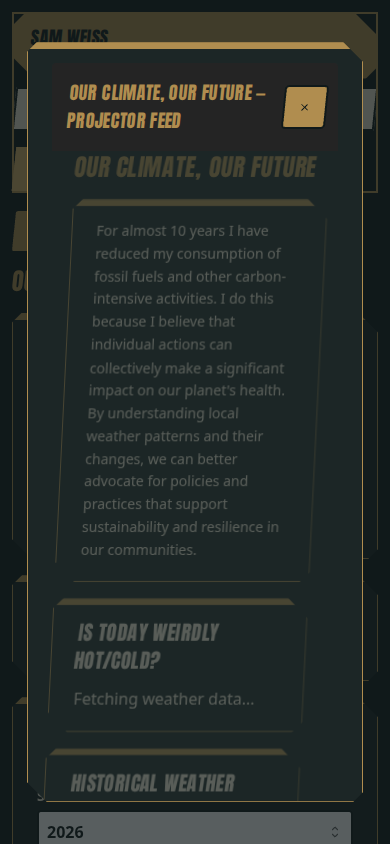 SAM WEISS
OUR CLIMATE, OUR FUTURE –
PROJECTOR FEED
×
OUR CLIMATE, OUR FUTURE
For almost 10 years I have
reduced my consumption of
fossil fuels and other carbon-
intensive activities. I do this
because I believe that
individual actions can
collectively make a significant
impact on our planet's health.
By understanding local
weather patterns and their
changes, we can better
advocate for policies and
practices that support
sustainability and resilience in
our communities.
IS TODAY WEIRDLY
HOT/COLD?
Fetching weather data...
HISTORICAL WEATHER
2026